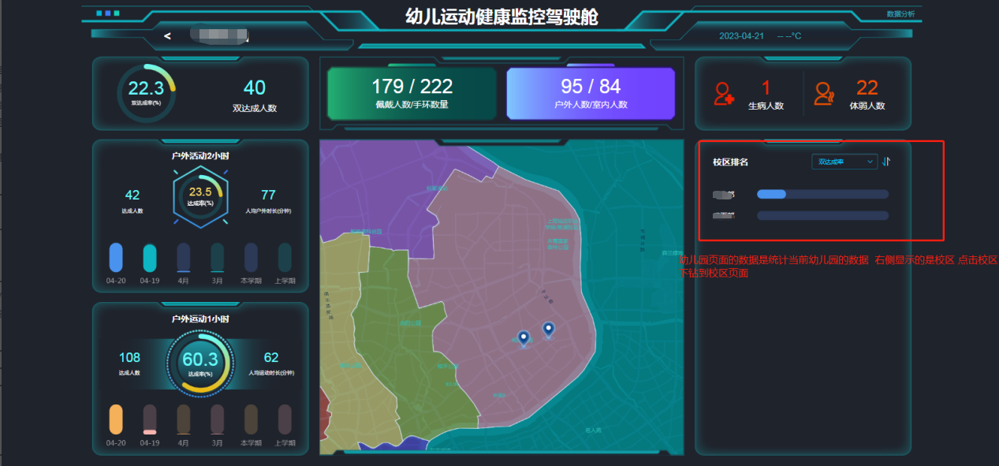 幼儿运动健康监控驾驶舱
数据分析
<
2023-04-21 -- --°C
22.3
双达成率(%)
40
双达成人数
179 / 222
佩戴人数/手环数量
95 / 84
户外人数/室内人数
1
生病人数
22
体弱人数
户外活动2小时
42
达成人数
23.5
达成率(%)
77
人均户外时长(分钟)
04-20 04-19 4月 3月 本学期 上学期
户外运动1小时
108
达成人数
60.3
达成率(%)
62
人均运动时长(分钟)
04-20 04-19 4月 3月 本学期 上学期
校区排名
双达成率
幼儿园页面的数据是统计当前幼儿园的数据 右侧显示的是校区 点击校区
下钻到校区页面